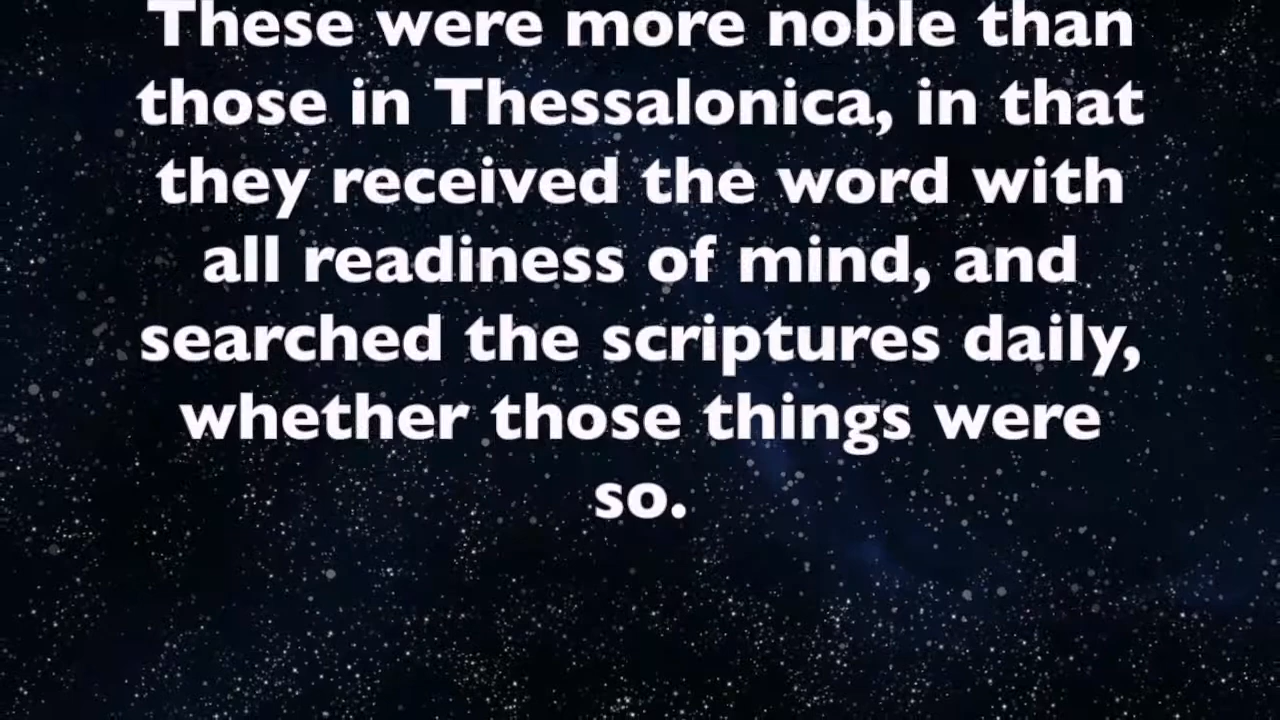 These were more noble than
those in Thessalonica, in that
they received the word with
all readiness of mind, and
searched the scriptures daily,
whether those things were
so.